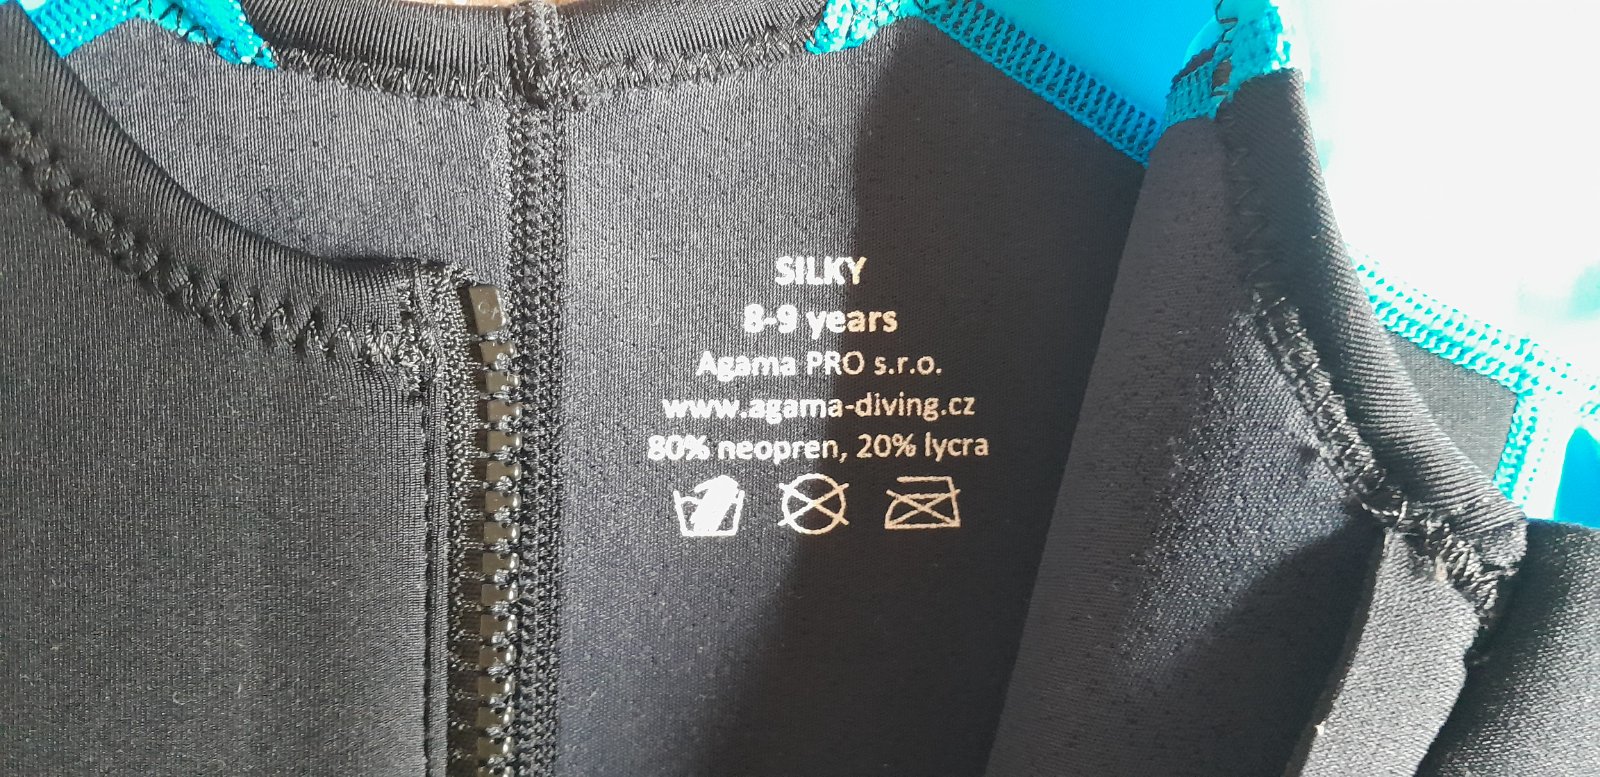 SILKY
8-9 years
Agama PRO s.r.o.
www.agama-diving.cz
80% neopren, 20% lycra